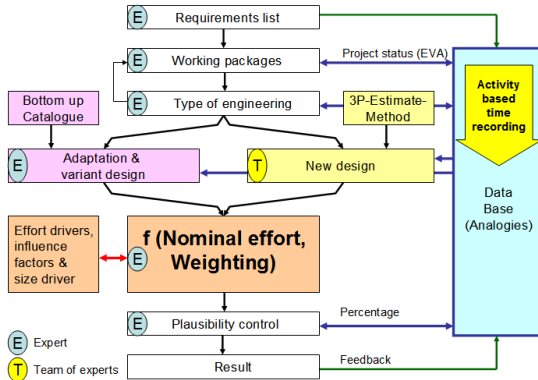 E
Requirements list
E
Working packages
Project status (EVA)
E
Type of engineering
Bottom up
Catalogue
3P-Estimate-
Method
Activity
based
time
recording
E
Adaptation &
variant design
T
New design
Data
Base
(Analogies)
Effort drivers,
influence
factors &
size driver
E
f (Nominal effort,
Weighting)
E
Plausibility control
Percentage
Result
Feedback
E Expert
T Team of experts